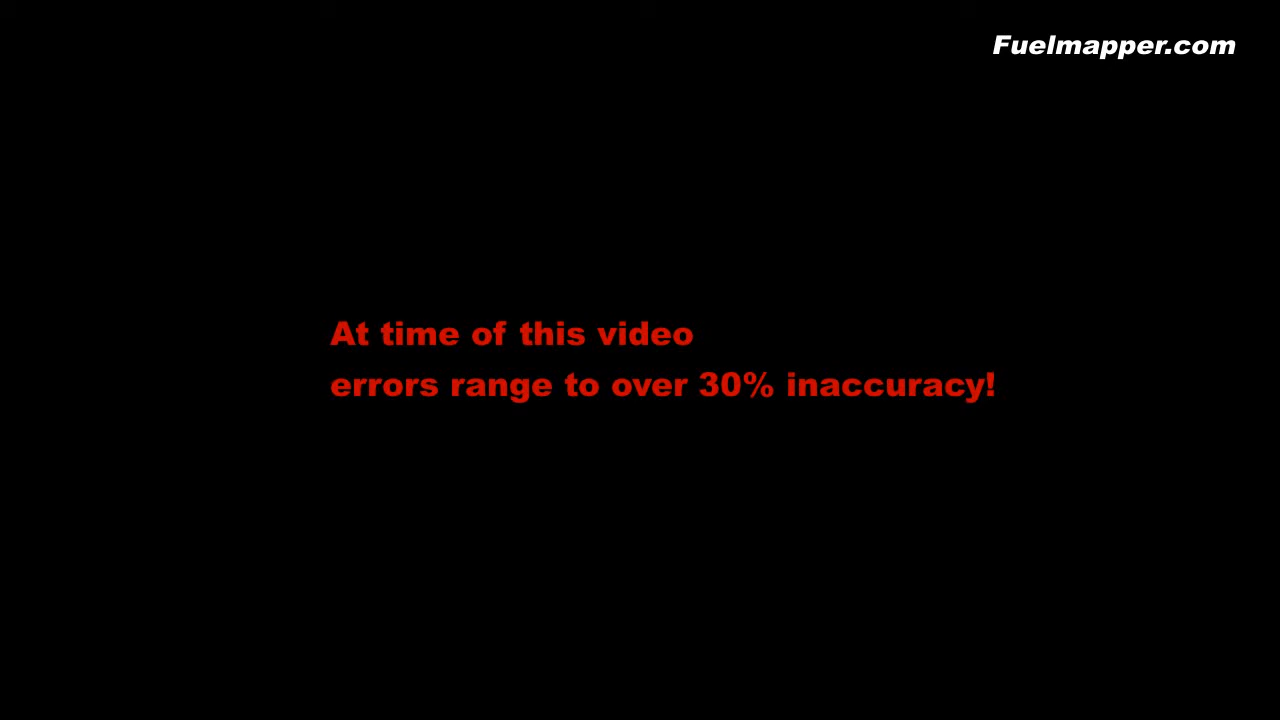 Fuelmapper.com
At time of this video
errors range to over 30% inaccuracy!